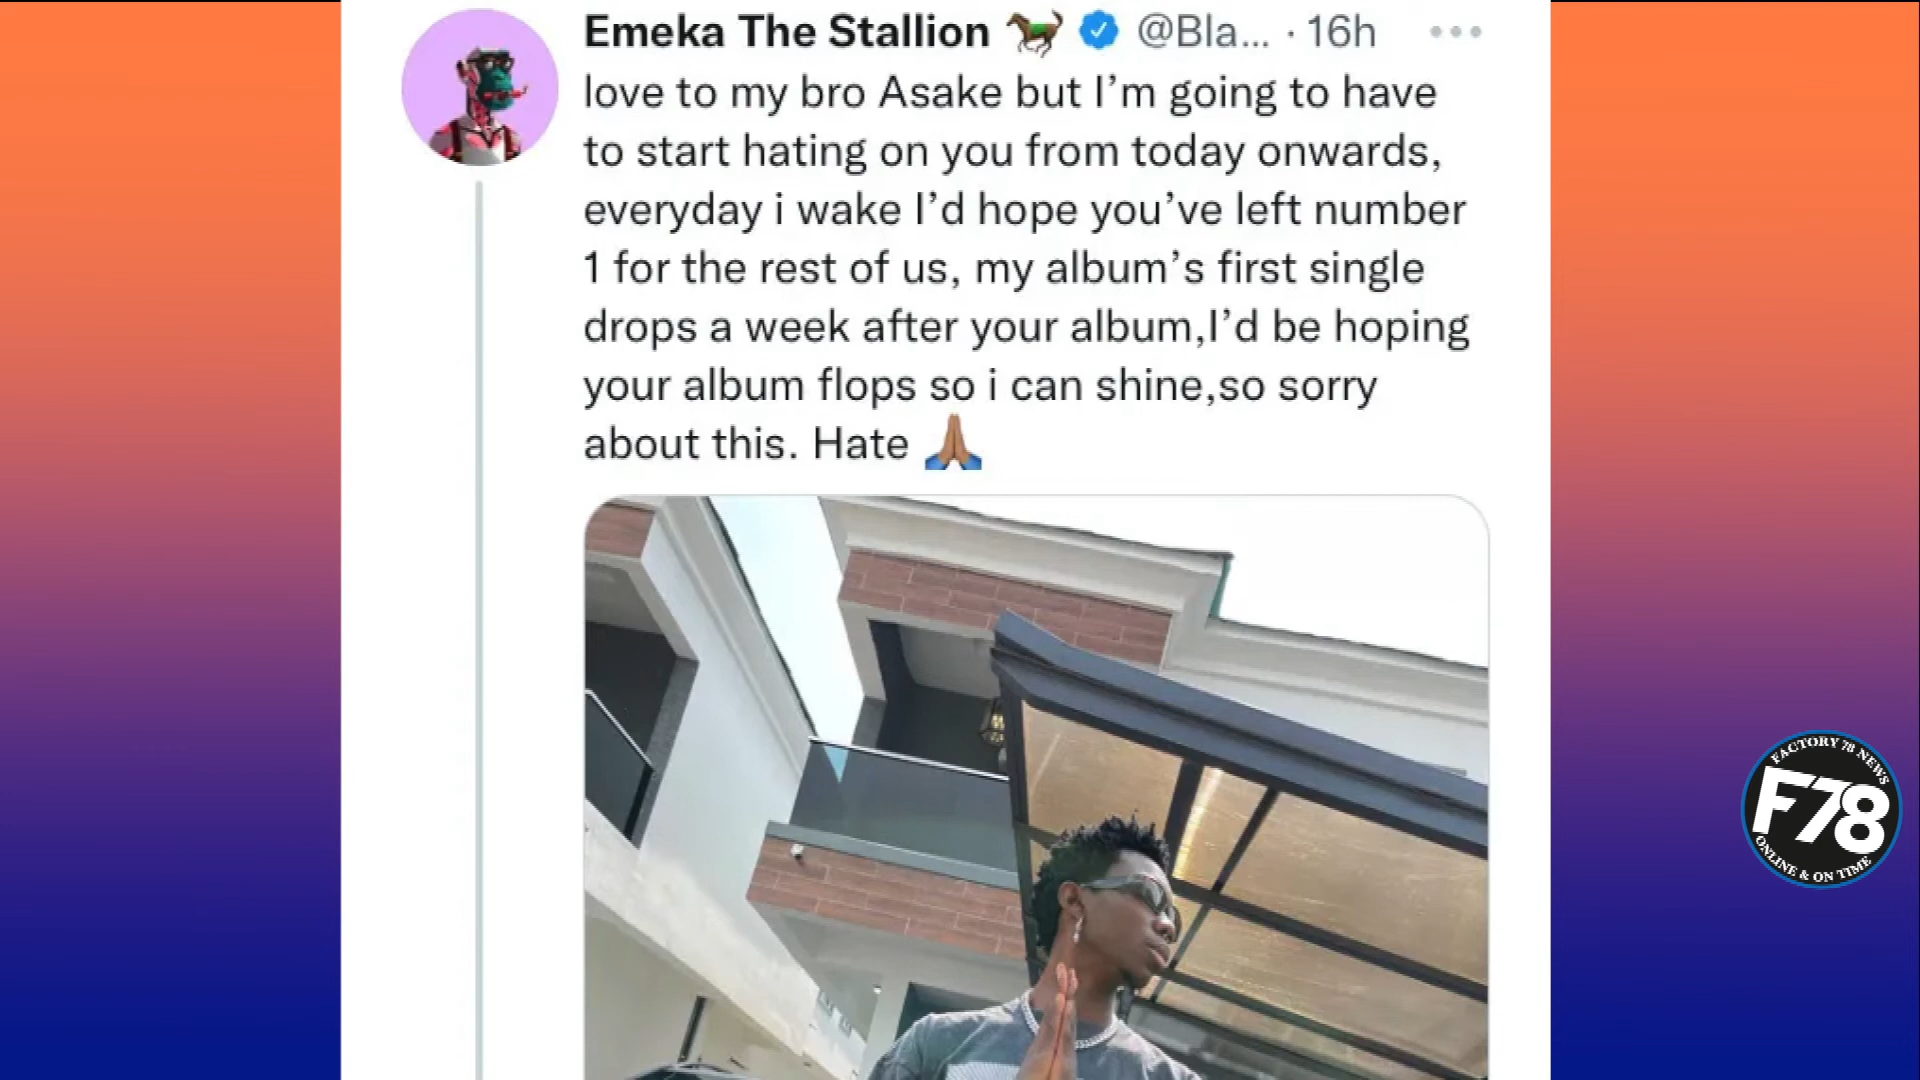 Emeka The Stallion 🐎 @Bla... · 16h
love to my bro Asake but I’m going to have
to start hating on you from today onwards,
everyday i wake I’d hope you’ve left number
1 for the rest of us, my album’s first single
drops a week after your album,I’d be hoping
your album flops so i can shine,so sorry
about this. Hate 🙏🏾
FACTORY 78 NEWS
F78
ONLINE & ON TIME